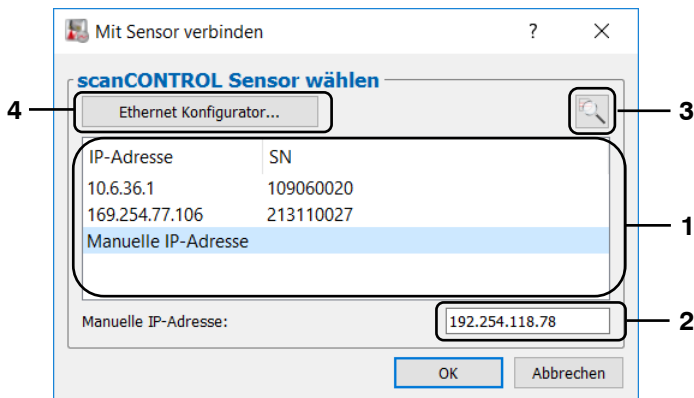 Mit Sensor verbinden ?
scanCONTROL Sensor wählen
4 Ethernet Konfigurator... 3
IP-Adresse SN
10.6.36.1 109060020
169.254.77.106 213110027
1
Manuelle IP-Adresse
Manuelle IP-Adresse: 192.254.118.78 2
OK Abbrechen